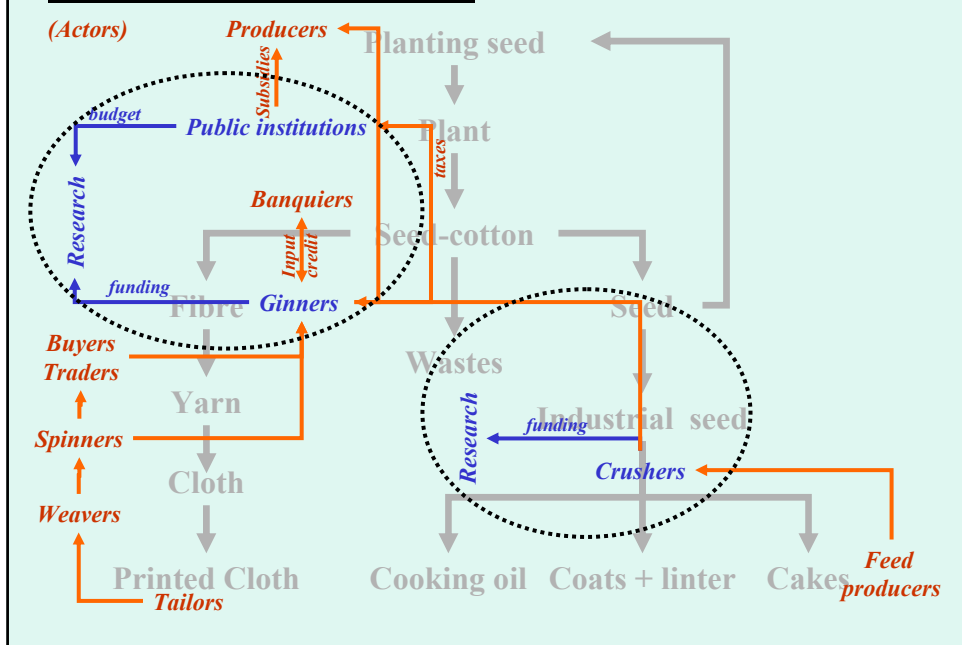 (Actors)
Producers
Planting seed
Subsidies
budget
Public institutions
Plant
taxes
Research
Banquiers
Seed-cotton
Input
credit
funding
Ginners
Fibre
Seed
Buyers
Traders
Wastes
Yarn
Industrial seed
Spinners
funding
Research
Crushers
Cloth
Weavers
Feed
producers
Printed Cloth
Cooking oil
Coats + linter
Cakes
Tailors